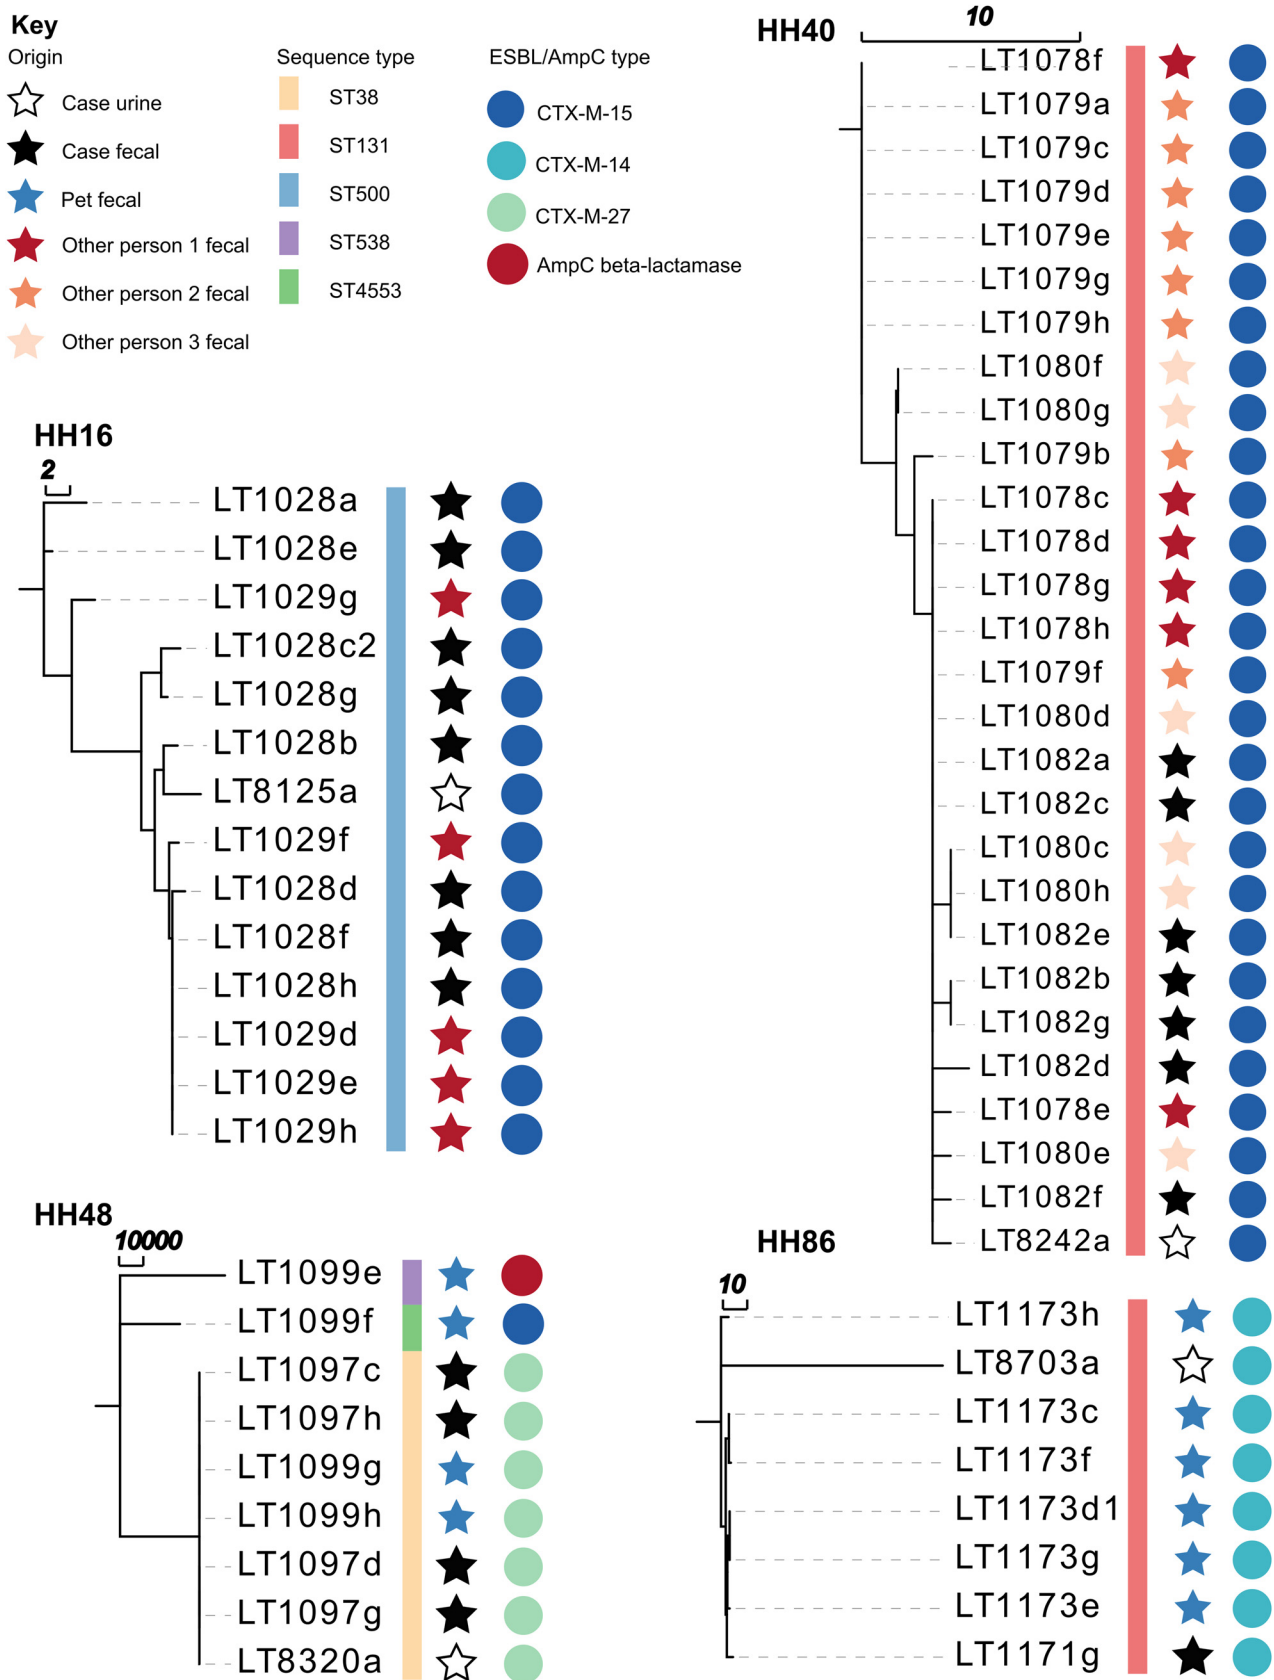 Key
Origin
Case urine
Case fecal
Pet fecal
Other person 1 fecal
Other person 2 fecal
Other person 3 fecal
Sequence type
ST38
ST131
ST500
ST538
ST4553
ESBL/AmpC type
CTX-M-15
CTX-M-14
CTX-M-27
AmpC beta-lactamase
HH16
2
LT1028a
LT1028e
LT1029g
LT1028c2
LT1028g
LT1028b
LT8125a
LT1029f
LT1028d
LT1028f
LT1028h
LT1029d
LT1029e
LT1029h
HH40
10
LT1078f
LT1079a
LT1079c
LT1079d
LT1079e
LT1079g
LT1079h
LT1080f
LT1080g
LT1079b
LT1078c
LT1078d
LT1078g
LT1078h
LT1079f
LT1080d
LT1082a
LT1082c
LT1080c
LT1080h
LT1082e
LT1082b
LT1082g
LT1082d
LT1078e
LT1080e
LT1082f
LT8242a
HH48
10000
LT1099e
LT1099f
LT1097c
LT1097h
LT1099g
LT1099h
LT1097d
LT1097g
LT8320a
HH86
10
LT1173h
LT8703a
LT1173c
LT1173f
LT1173d1
LT1173g
LT1173e
LT1171g